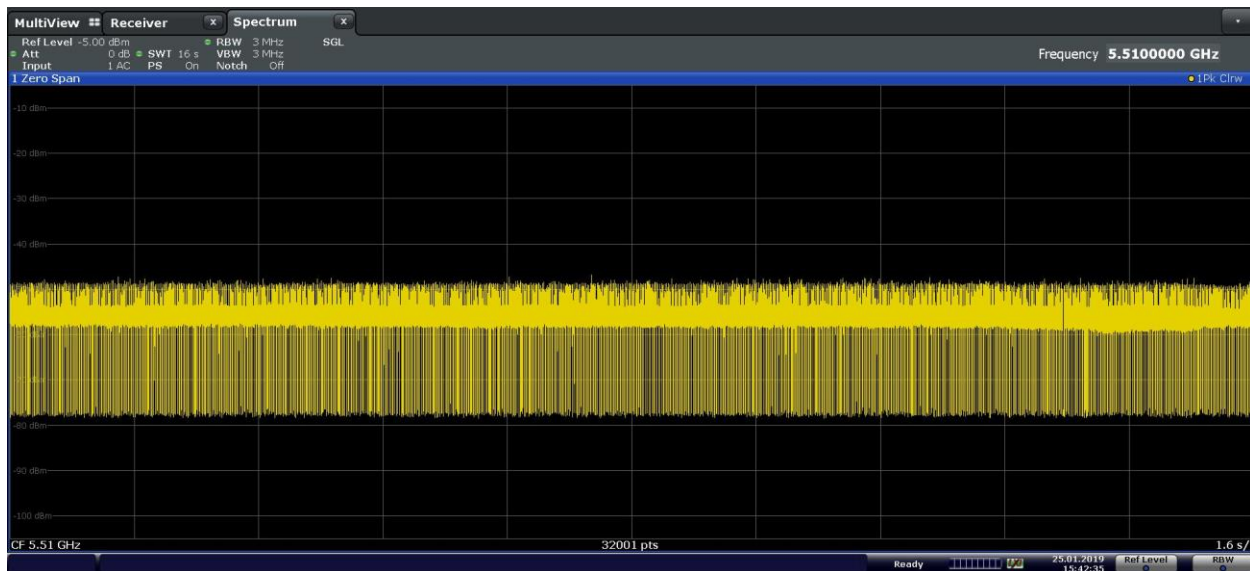 MultiView Receiver X Spectrum X
Ref Level -5.00 dBm RBW 3 MHz SGL
Att 0 dB SWT 16 s VBW 3 MHz
Input 1 AC PS On Notch Off
Frequency 5.5100000 GHz
1 Zero Span 1Pk Clrw
-10 dBm
-20 dBm
-30 dBm
-40 dBm
-80 dBm
-90 dBm
-100 dBm
CF 5.51 GHz 32001 pts 1.6 s/
Ready 25.01.2019 Ref Level RBW
15:42:35